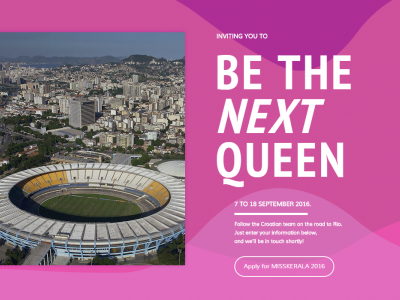 INVITING YOU TO
BE THE
NEXT
QUEEN
7 TO 18 SEPTEMBER 2016.
Follow the Croatian team on the road to Rio.
Just enter your information below,
and we'll be in touch shortly!
Apply for MISSKERALA 2016